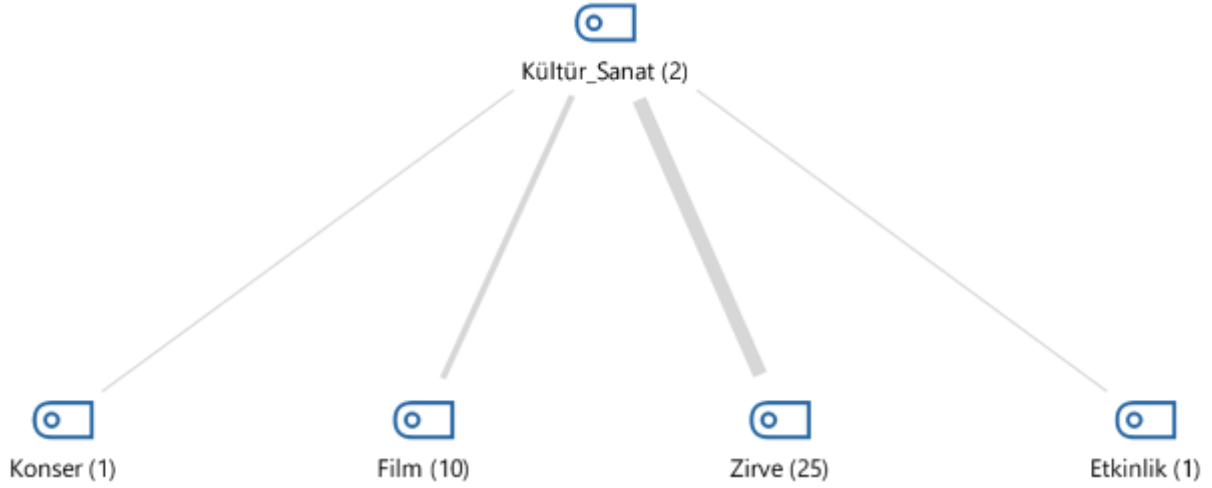 Kültür_Sanat (2)
Konser (1)
Film (10)
Zirve (25)
Etkinlik (1)